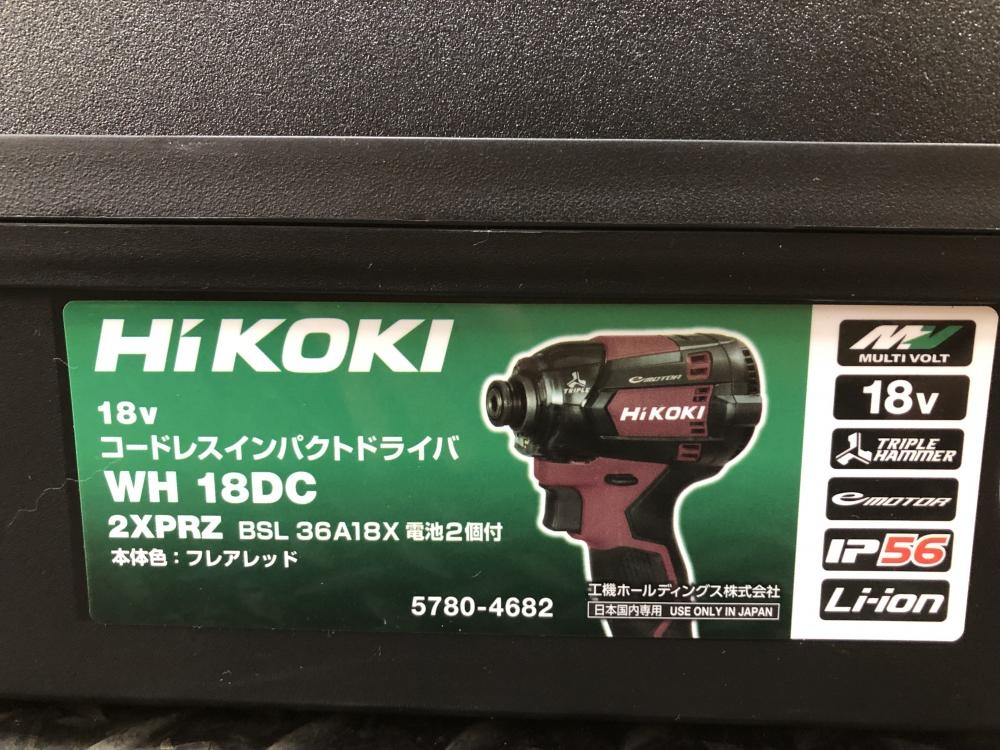 HiKOKI
18v
コードレスインパクトドライバ
WH 18DC
2XPRZ BSL 36A18X 電池2個付
本体色:フレアレッド
5780-4682
TRIPLE
eMOTOR
HiKOKI
工機ホールディングス株式会社
日本国内専用 USE ONLY IN JAPAN
MV
MULTI VOLT
18v
TRIPLE
HAMMER
eMOTOR
IP56
Li-ion